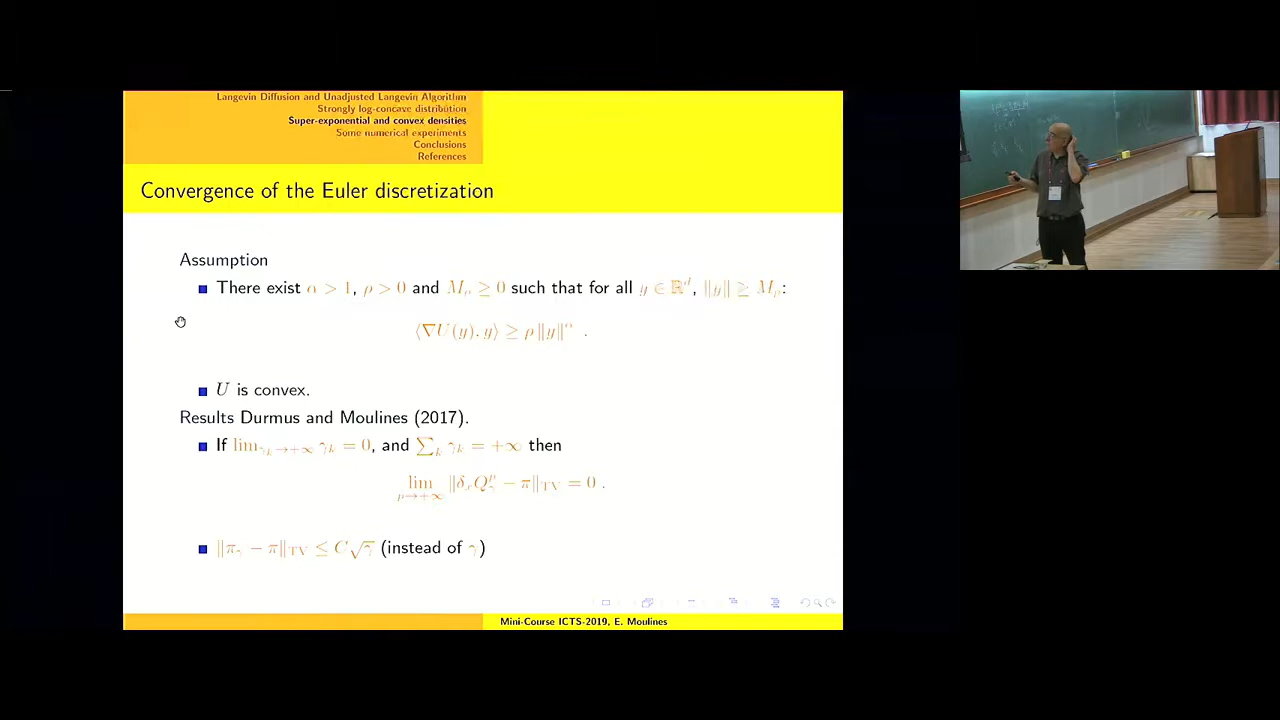 Langevin Diffusion and Unadjusted Langevin Algorithm
Strongly log-concave distribution
Super-exponential and convex densities
Some numerical experiments
Conclusions
References
Convergence of the Euler discretization
Assumption
There exist α > 1, ρ > 0 and M_ρ ≥ 0 such that for all y ∈ ℝ^d, ‖y‖ ≥ M_ρ:
⟨∇U(y), y⟩ ≥ ρ ‖y‖^α .
U is convex.
Results Durmus and Moulines (2017).
If lim_{γ_k→+∞} γ_k = 0, and ∑_k γ_k = +∞ then
lim_{p→+∞} ‖δ_x Q_γ^p − π‖_TV = 0 .
‖π_γ − π‖_TV ≤ C√γ (instead of γ)
Mini-Course ICTS-2019, E. Moulines